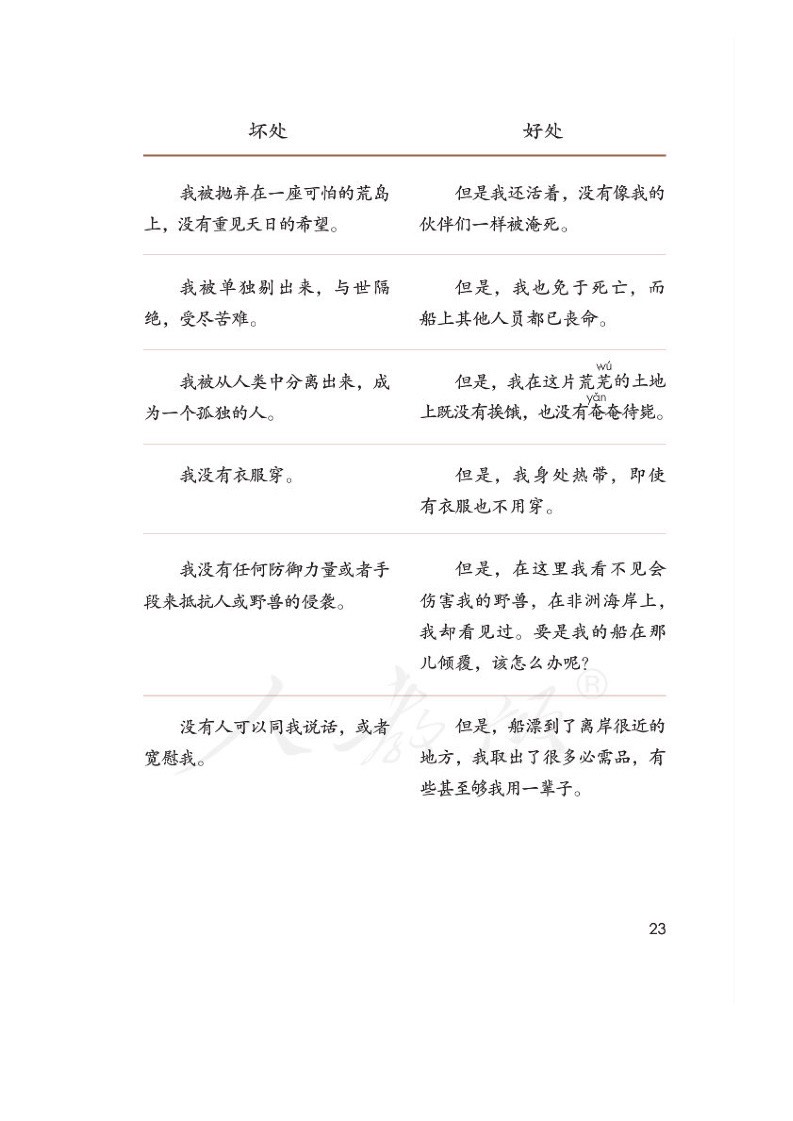 坏处
好处
我被抛弃在一座可怕的荒岛
上，没有重见天日的希望。
但是我还活着，没有像我的
伙伴们一样被淹死。
我被单独剔出来，与世隔
绝，受尽苦难。
但是，我也免于死亡，而
船上其他人员都已丧命。
我被从人类中分离出来，成
为一个孤独的人。
wú
但是，我在这片荒芜的土地
yǎn
上既没有挨饿，也没有奄奄待毙。
我没有衣服穿。
但是，我身处热带，即使
有衣服也不用穿。
我没有任何防御力量或者手
段来抵抗人或野兽的侵袭。
但是，在这里我看不见会
伤害我的野兽，在非洲海岸上，
我却看见过。要是我的船在那
儿倾覆，该怎么办呢？
没有人可以同我说话，或者
宽慰我。
但是，船漂到了离岸很近的
地方，我取出了很多必需品，有
些甚至够我用一辈子。
人教版®
23